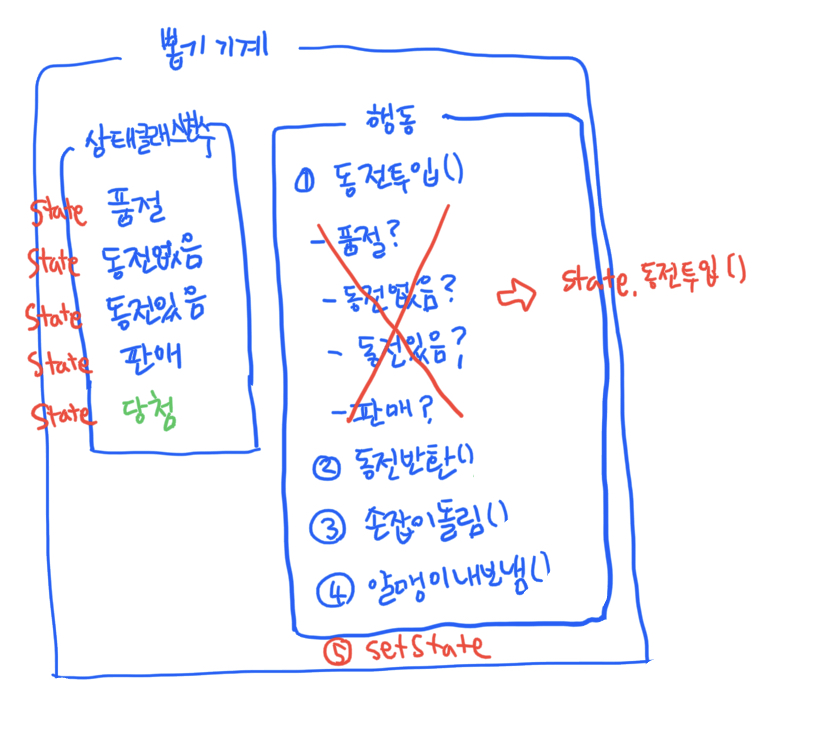 뽑기 기계
상태클래스변수
State 품절
State 동전없음
State 동전있음
State 판매
State 당첨
행동
① 동전투입()
- 품절?
- 동전없음?
- 동전있음?
- 판매?
⇨ state.동전투입()
② 동전반환()
③ 손잡이돌림()
④ 알맹이내보냄()
⑤ setState